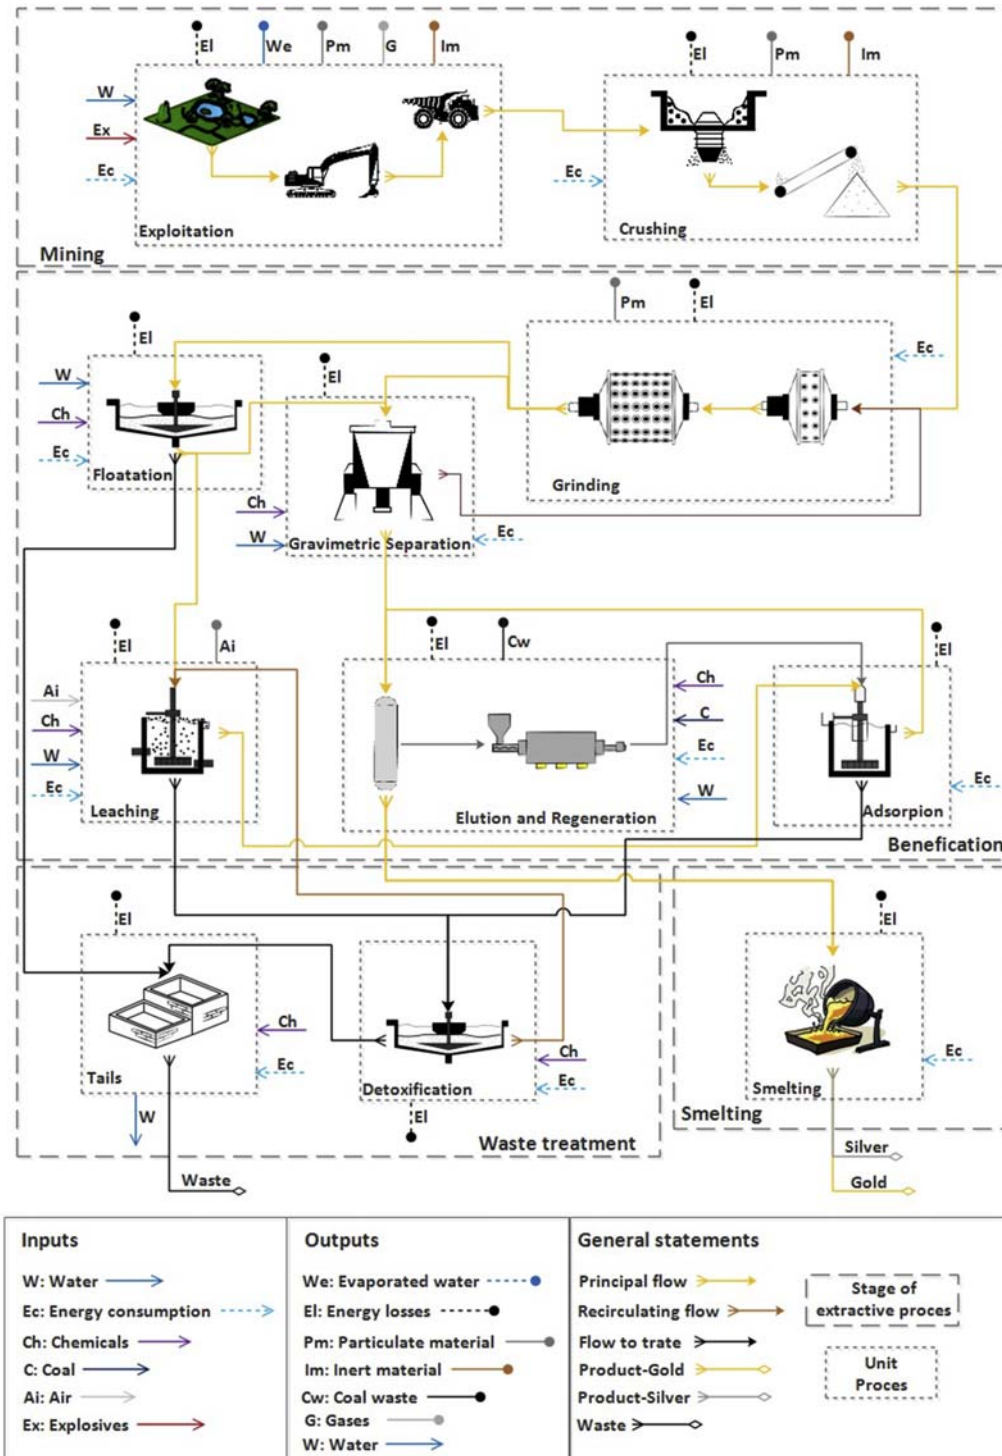 El
We
Pm
G
Im
El
Pm
Im
W
Ex
Ec
Ec
Exploitation
Crushing
Mining
Pm
El
El
El
Ec
W
Ch
Ec
Floatation
Grinding
Ch
W
Ec
Gravimetric Separation
El
Ai
El
Cw
El
Ai
Ch
W
Ec
Ch
C
Ec
W
Ec
Leaching
Elution and Regeneration
Adsorpion
Benefication
El
El
Ch
Ec
Ch
Ec
Ec
Tails
Detoxification
Smelting
W
El
Waste treatment
Smelting
Waste
Silver
Gold
Inputs
W: Water
Ec: Energy consumption
Ch: Chemicals
C: Coal
Ai: Air
Ex: Explosives
Outputs
We: Evaporated water
El: Energy losses
Pm: Particulate material
Im: Inert material
Cw: Coal waste
G: Gases
W: Water
General statements
Principal flow
Recirculating flow
Flow to trate
Product-Gold
Product-Silver
Waste
Stage of
extractive proces
Unit
Proces